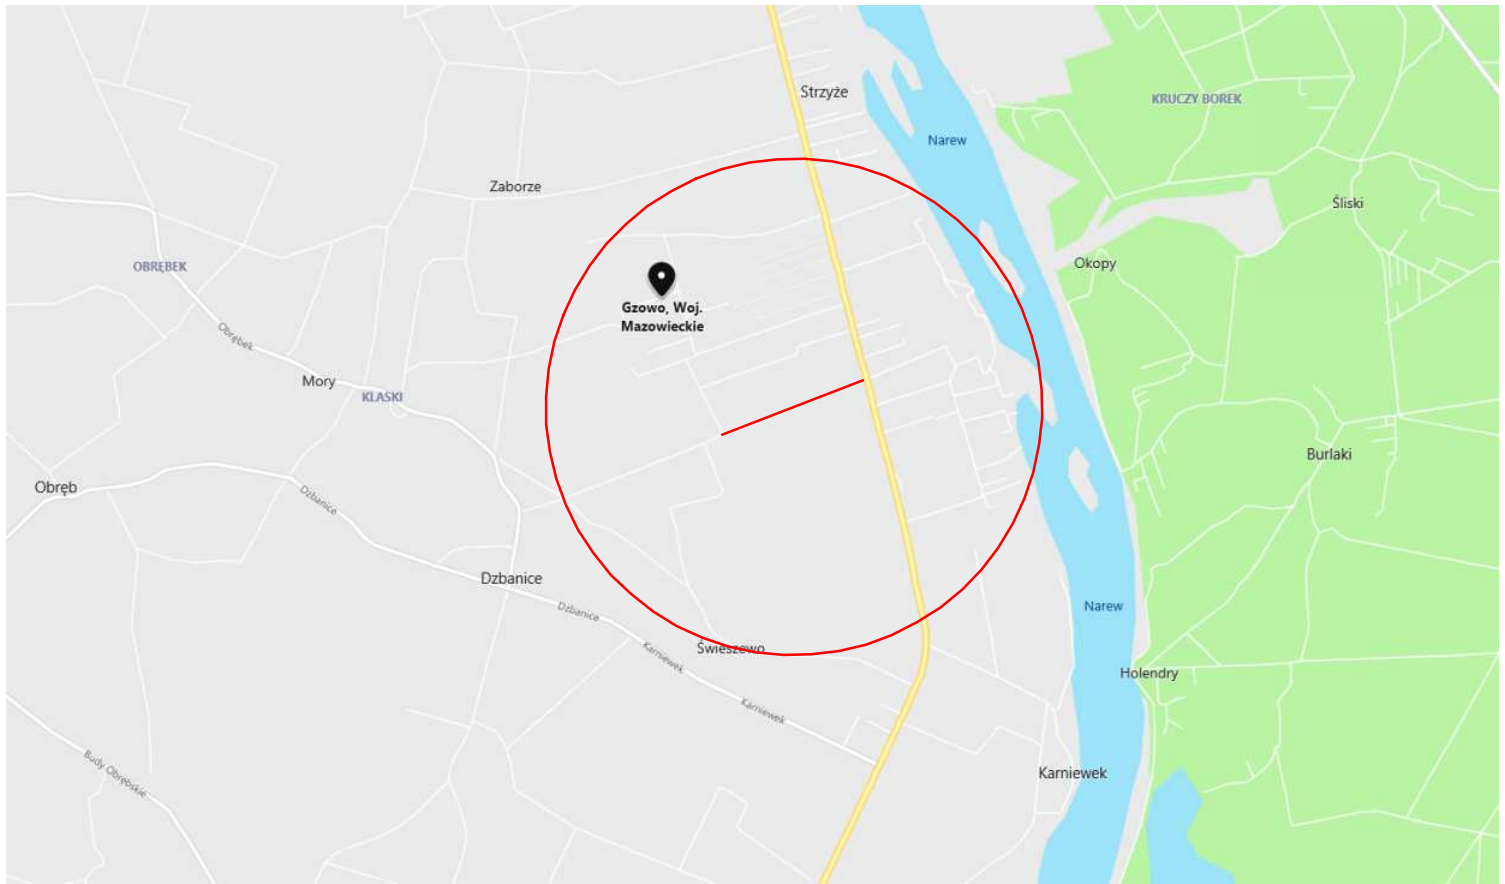 Strzyże
KRUCZY BOREK
Narew
Zaborze
Śliski
OBRĘBEK
Okopy
Gzowo, Woj.
Mazowieckie
Obrębek
Mory
KLASKI
Burlaki
Obręb
Dzbanice
Dzbanice
Dzbanice
Narew
Karniewek
Świeszewo
Holendry
Karniewek
Budy Obrębskie
Karniewek